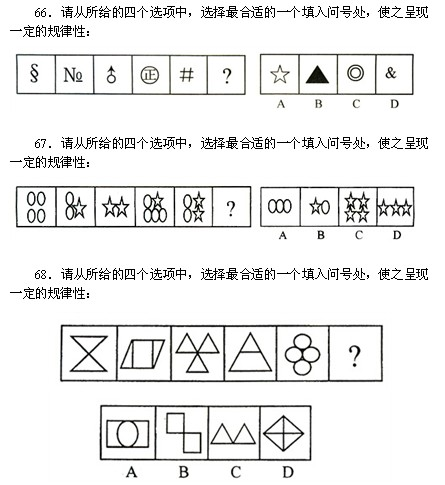 66．请从所给的四个选项中，选择最合适的一个填入问号处，使之呈现
一定的规律性：
§ № ♁ ㊣ # ? ☆ ▲ ◎ &
A B C D
67．请从所给的四个选项中，选择最合适的一个填入问号处，使之呈现
一定的规律性：
?
A B C D
68．请从所给的四个选项中，选择最合适的一个填入问号处，使之呈现
一定的规律性：
?
A B C D